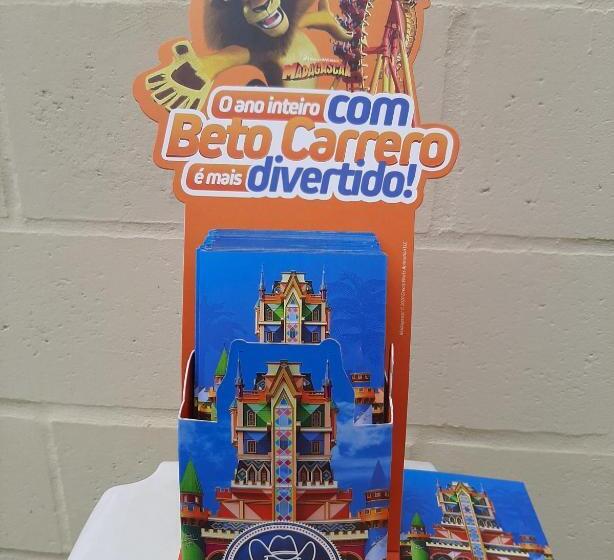 MADAGASCAR
O ano inteiro com
Beto Carrero
é mais divertido!